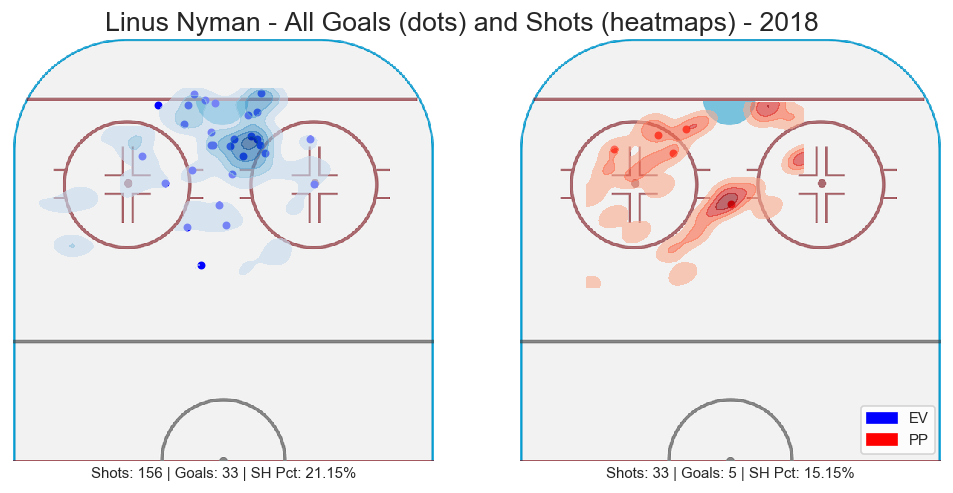 Linus Nyman - All Goals (dots) and Shots (heatmaps) - 2018
EV
PP
Shots: 156 | Goals: 33 | SH Pct: 21.15%
Shots: 33 | Goals: 5 | SH Pct: 15.15%